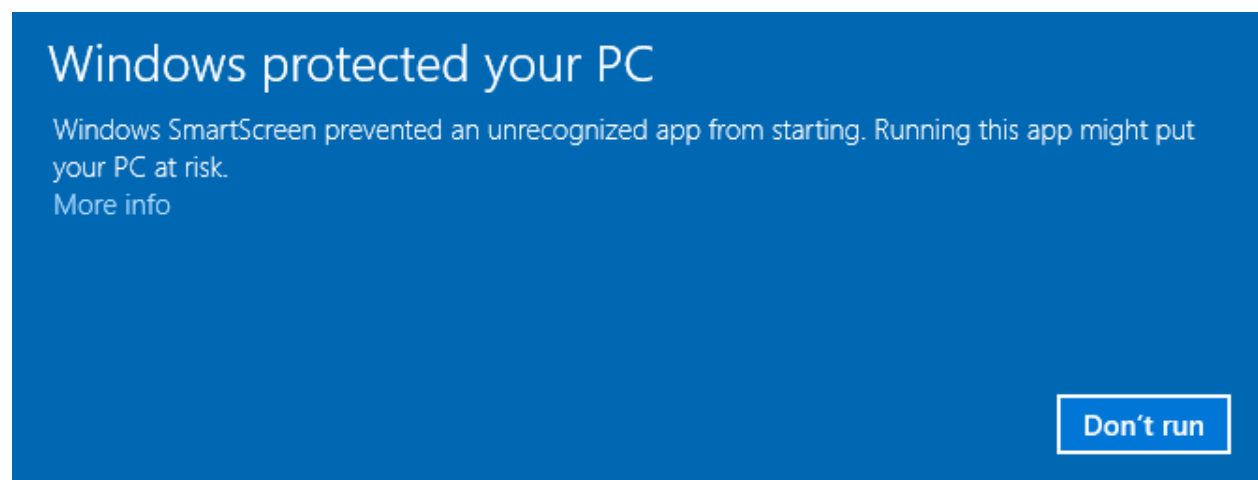 Windows protected your PC
Windows SmartScreen prevented an unrecognized app from starting. Running this app might put
your PC at risk.
More info
Don't run